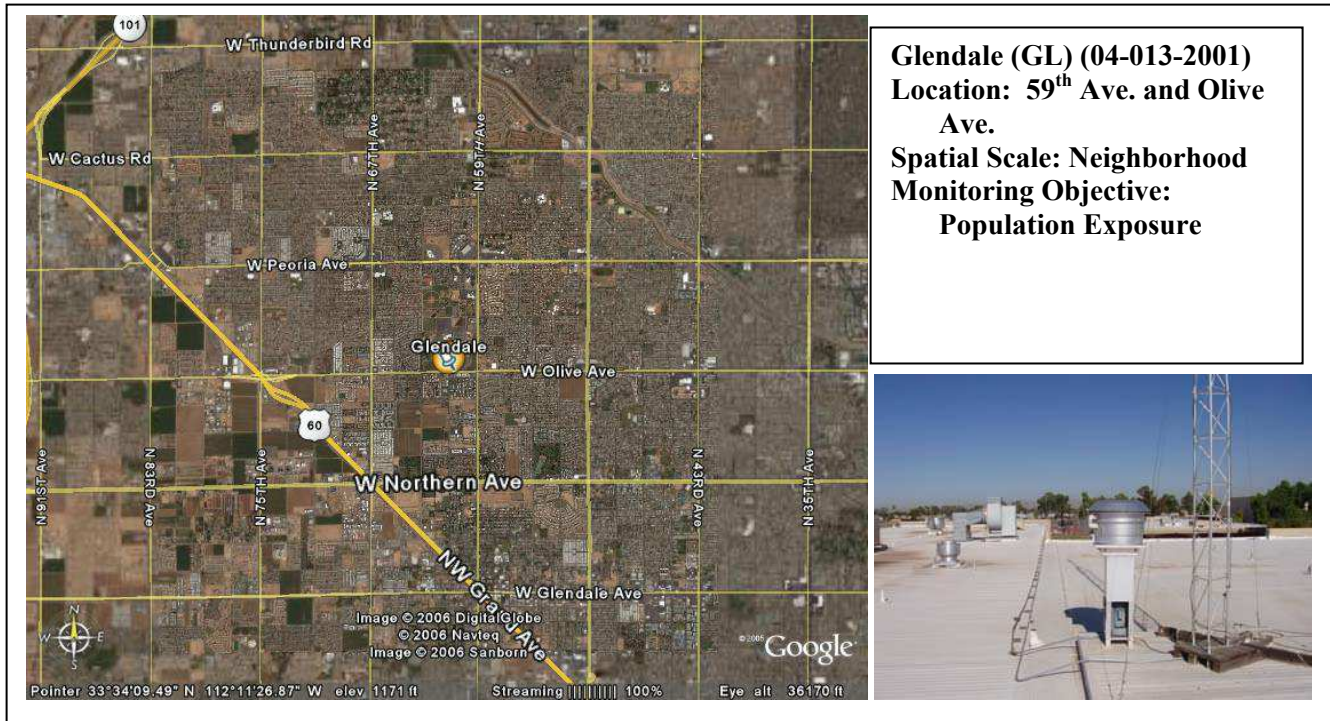 101
W Thunderbird Rd
W Cactus Rd
N 67TH Ave
N 59TH Ave
W Peoria Ave
Glendale
W Olive Ave
60
N 91ST Ave
N 83RD Ave
N 75TH Ave
W Northern Ave
N 43RD Ave
N 35TH Ave
NW Grand Ave
W Glendale Ave
Image © 2006 DigitalGlobe
© 2006 Navteq
Image © 2006 Sanborn
N
W E
S
© 2005 Google
Pointer 33°34'09.49" N 112°11'26.87" W elev 1171 ft Streaming |||||||||| 100% Eye alt 36170 ft
Glendale (GL) (04-013-2001)
Location: 59th Ave. and Olive
Ave.
Spatial Scale: Neighborhood
Monitoring Objective:
Population Exposure